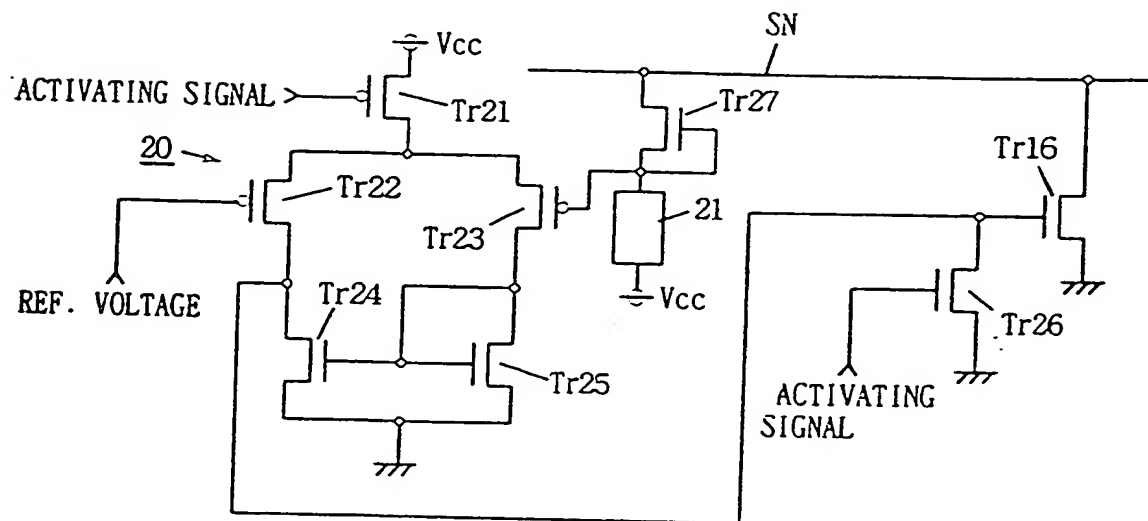 SN
Vcc
ACTIVATING SIGNAL
Tr21
Tr27
20
Tr22
Tr16
Tr23
21
REF. VOLTAGE
Tr24
Vcc
Tr26
Tr25
ACTIVATING
SIGNAL